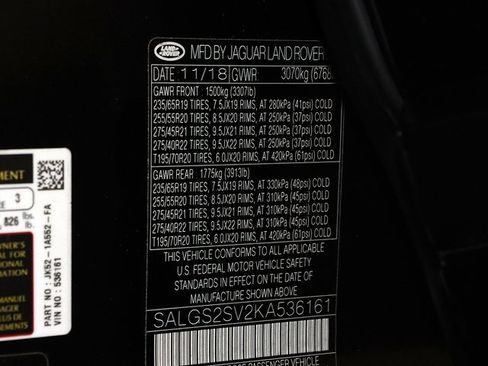 LAND ROVER
MFD BY JAGUAR LAND ROVER
DATE 11/18 GVWR 3070kg
GAWR FRONT : 1500kg (3307lb)
235/65R19 TIRES, 7.5JX19 RIMS, AT 280kPa (41psi) COLD
255/55R20 TIRES, 8.5JX20 RIMS, AT 250kPa (37psi) COLD
275/45R21 TIRES, 9.5JX21 RIMS, AT 250kPa (37psi) COLD
275/40R22 TIRES, 9.5JX22 RIMS, AT 250kPa (37psi) COLD
T195/70R20 TIRES, 6.0JX20 RIMS, AT 420kPa (61psi) COLD
GAWR REAR : 1775kg (3913lb)
235/65R19 TIRES, 7.5JX19 RIMS, AT 330kPa (48psi) COLD
255/55R20 TIRES, 8.5JX20 RIMS, AT 310kPa (45psi) COLD
275/45R21 TIRES, 9.5JX21 RIMS, AT 310kPa (45psi) COLD
275/40R22 TIRES, 9.5JX22 RIMS, AT 310kPa (45psi) COLD
T195/70R20 TIRES, 6.0JX20 RIMS, AT 420kPa (61psi) COLD
THIS VEHICLE CONFORMS TO ALL APPLICABLE
U.S. FEDERAL MOTOR VEHICLE SAFETY
STANDARDS IN EFFECT ON THE DATE OF
MANUFACTURE SHOWN ABOVE.
SALGS2SV2KA536161
PASSENGER VEHICLE
3
826 lbs.
MANUEL
PART NO : JK52-1A552-FA
VIN NO : 536161